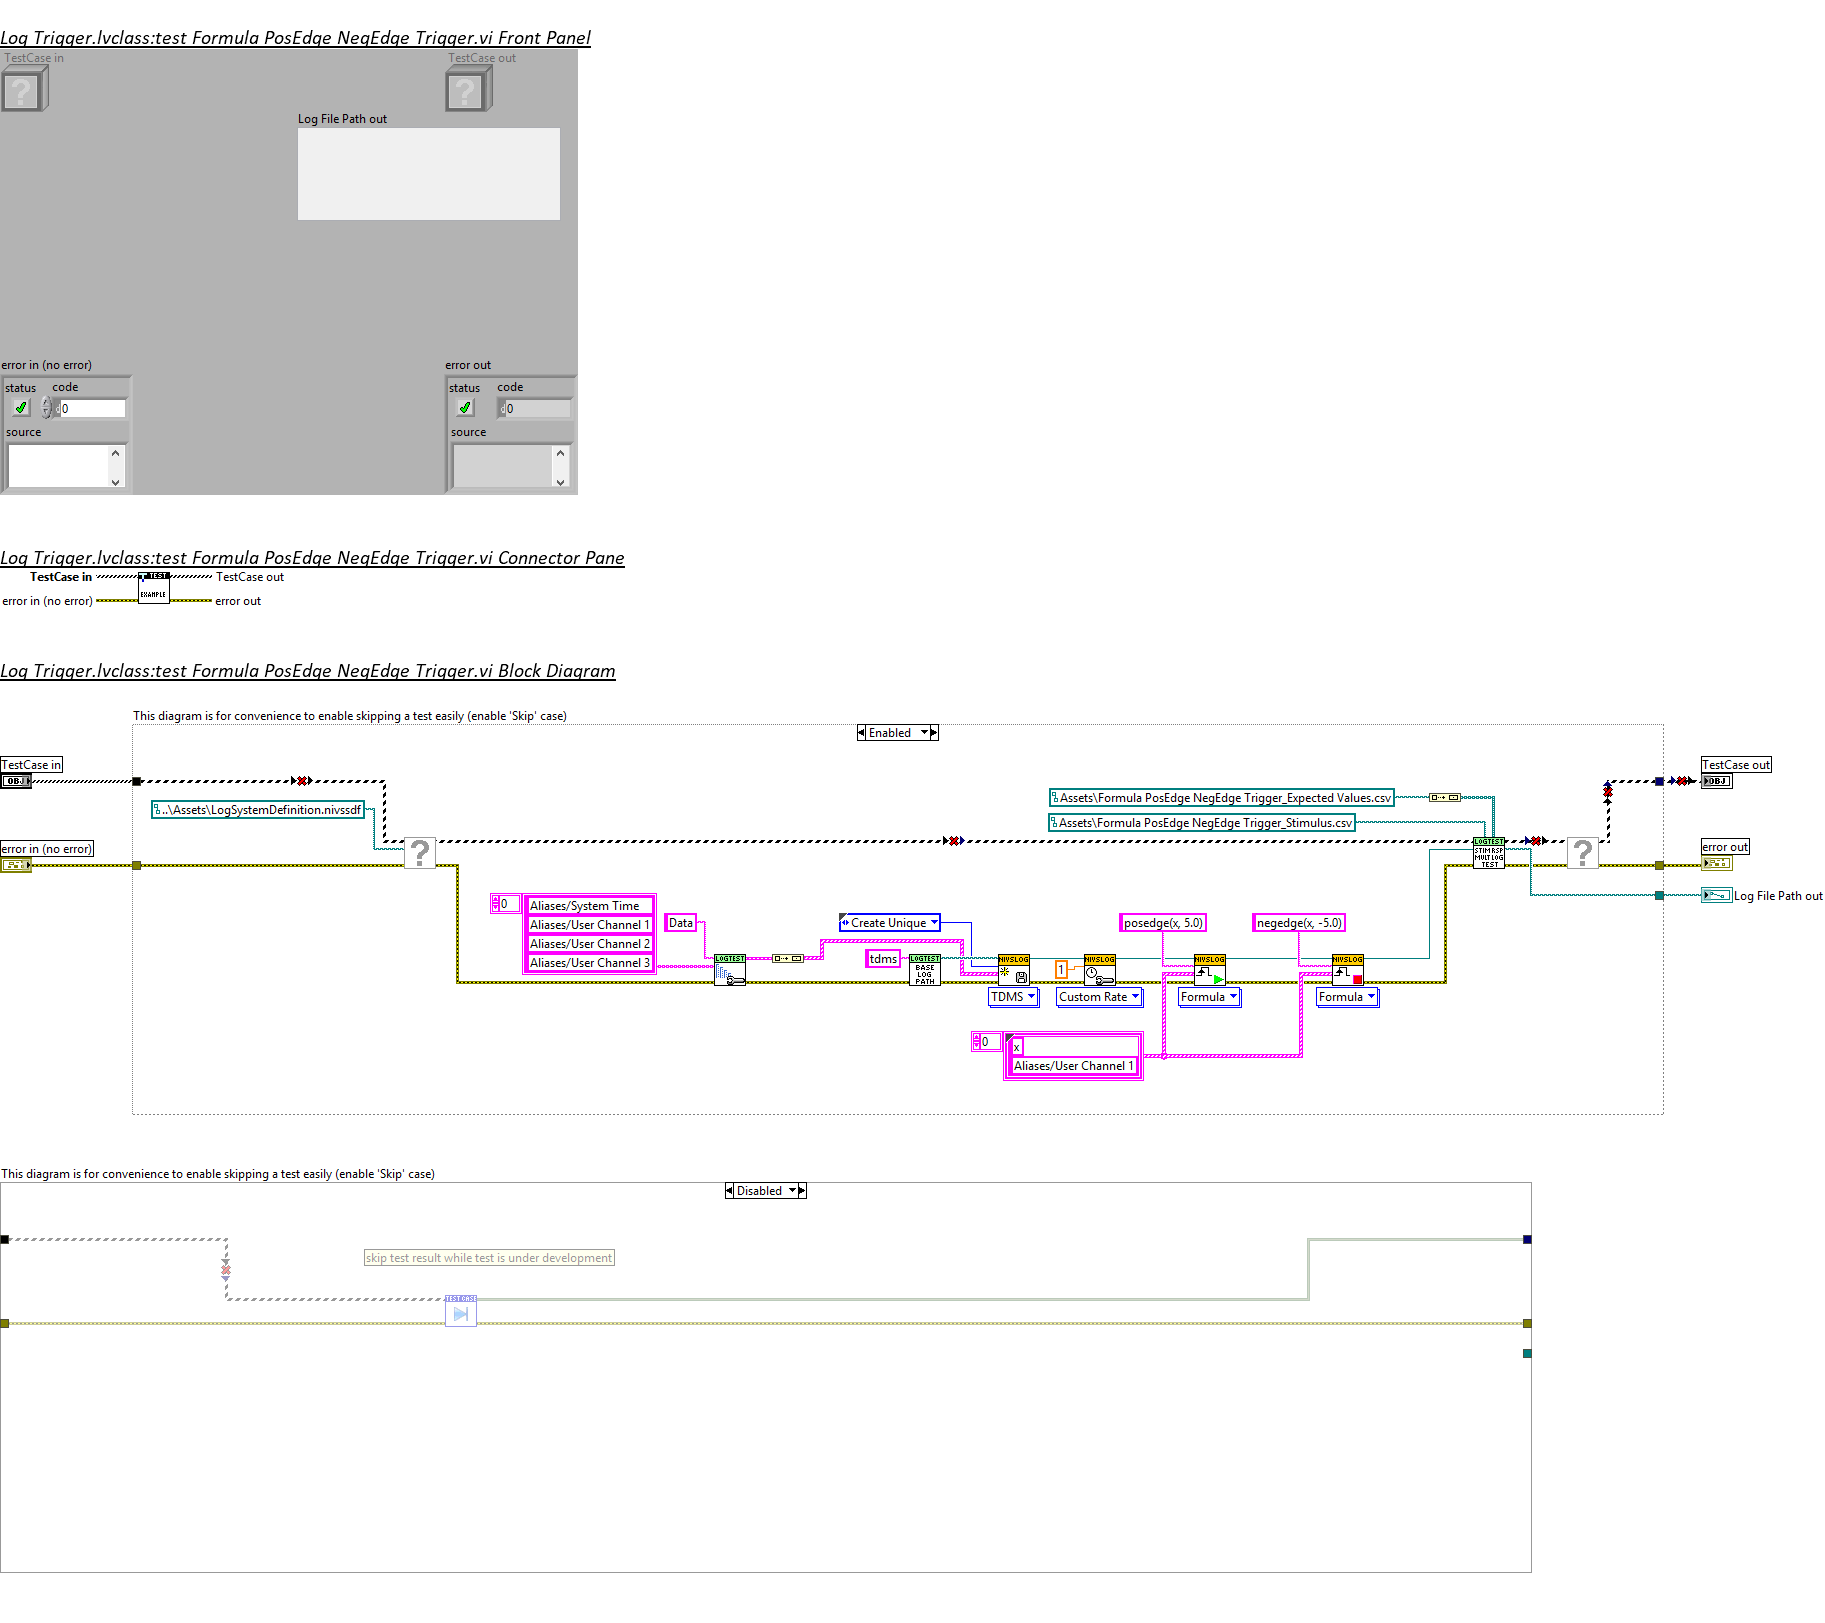 Log Trigger.lvclass:test Formula PosEdge NegEdge Trigger.vi Front Panel
TestCase in
TestCase out
?
?
Log File Path out
error in (no error)
error out
status code
status code
d0
d0
source
source
Log Trigger.lvclass:test Formula PosEdge NegEdge Trigger.vi Connector Pane
TestCase in
TEST
TestCase out
EXAMPLE
error in (no error)
error out
Log Trigger.lvclass:test Formula PosEdge NegEdge Trigger.vi Block Diagram
This diagram is for convenience to enable skipping a test easily (enable 'Skip' case)
Enabled
TestCase in
OBJ
TestCase out
OBJ
..\Assets\LogSystemDefinition.nivssdf
Assets\Formula PosEdge NegEdge Trigger_Expected Values.csv
Assets\Formula PosEdge NegEdge Trigger_Stimulus.csv
error in (no error)
?
LOGTEST
STIM RSP
MULT LOG
TEST
?
error out
Log File Path out
0
Aliases/System Time
Aliases/User Channel 1
Aliases/User Channel 2
Aliases/User Channel 3
Data
Create Unique
posedge(x, 5.0)
negedge(x, -5.0)
LOGTEST
tdms
LOGTEST
BASE
LOG
PATH
NIVSLOG
1
NIVSLOG
NIVSLOG
NIVSLOG
TDMS
Custom Rate
Formula
Formula
0
x
Aliases/User Channel 1
This diagram is for convenience to enable skipping a test easily (enable 'Skip' case)
Disabled
skip test result while test is under development
TESTCASE